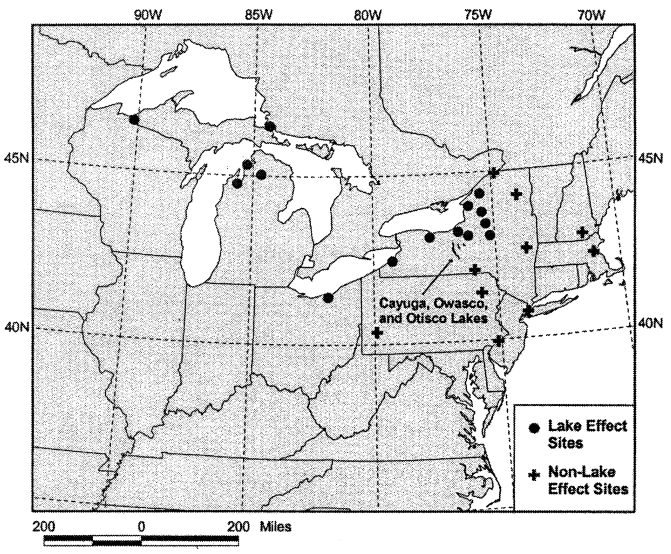 90W 85W 80W 75W 70W
45N 45N
40N 40N
Cayuga, Owasco,
and Otisco Lakes
Lake Effect
Sites
Non-Lake
Effect Sites
200 0 200 Miles